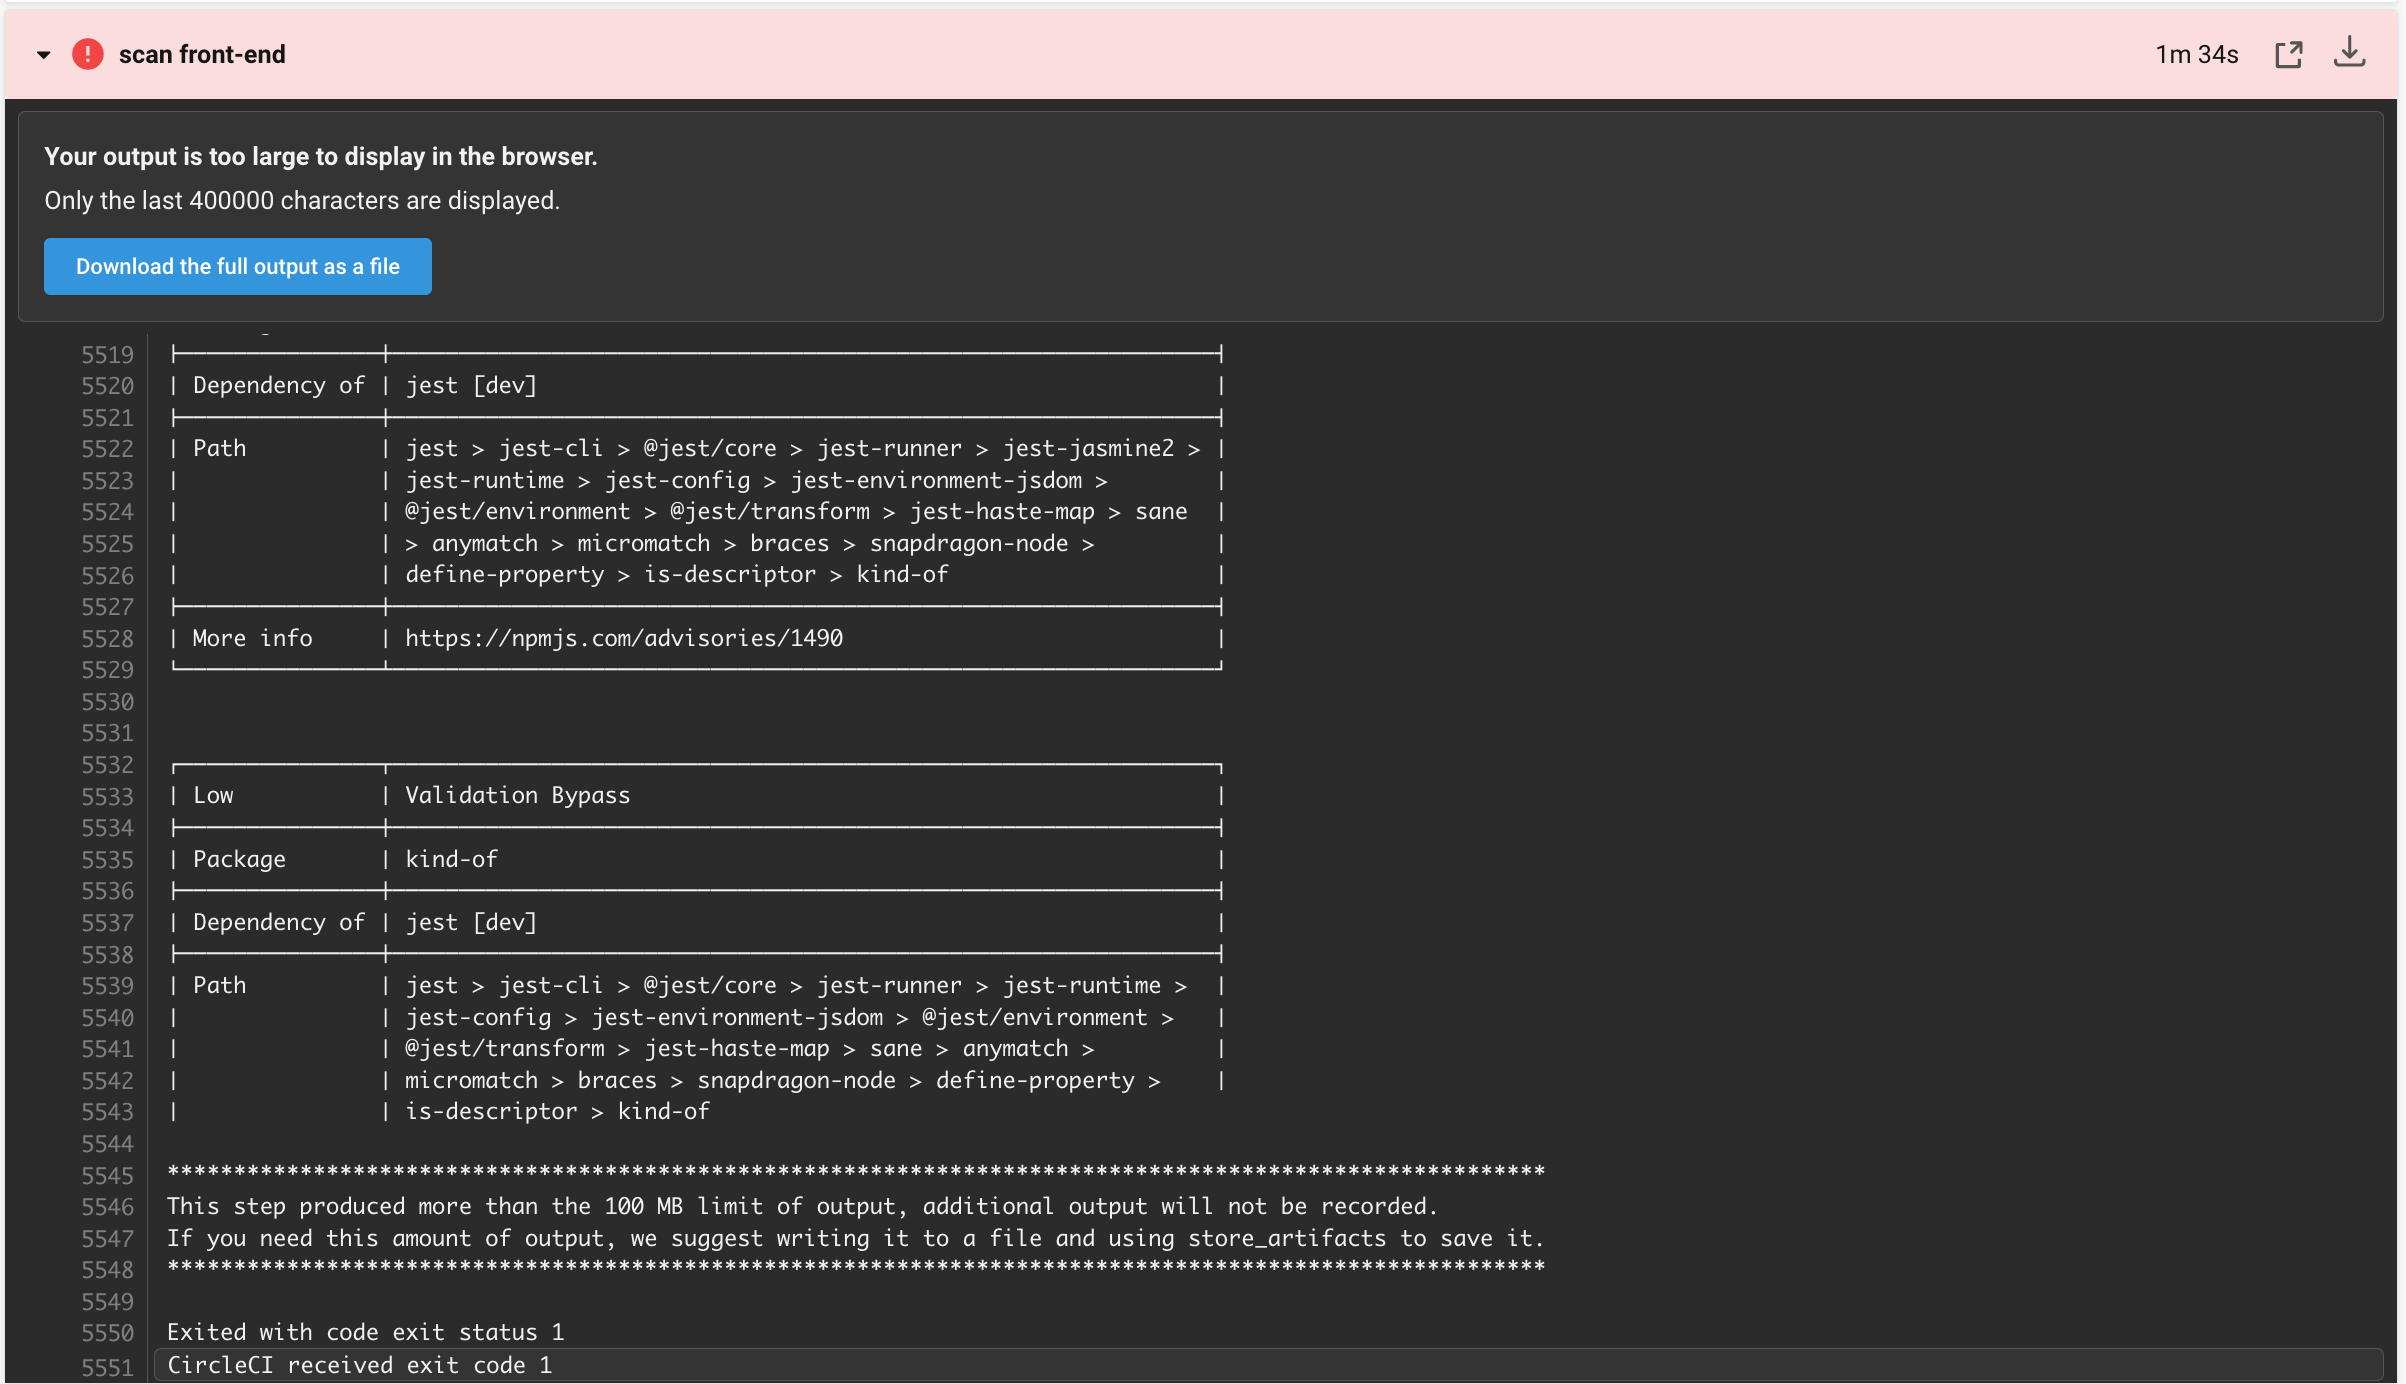 scan front-end
1m 34s
Your output is too large to display in the browser.
Only the last 400000 characters are displayed.
Download the full output as a file
5519
5520 | Dependency of | jest [dev] |
5521
5522 | Path | jest > jest-cli > @jest/core > jest-runner > jest-jasmine2 > |
5523 | | jest-runtime > jest-config > jest-environment-jsdom > |
5524 | | @jest/environment > @jest/transform > jest-haste-map > sane |
5525 | | > anymatch > micromatch > braces > snapdragon-node > |
5526 | | define-property > is-descriptor > kind-of |
5527
5528 | More info | https://npmjs.com/advisories/1490 |
5529
5530
5531
5532
5533 | Low | Validation Bypass |
5534
5535 | Package | kind-of |
5536
5537 | Dependency of | jest [dev] |
5538
5539 | Path | jest > jest-cli > @jest/core > jest-runner > jest-runtime > |
5540 | | jest-config > jest-environment-jsdom > @jest/environment > |
5541 | | @jest/transform > jest-haste-map > sane > anymatch > |
5542 | | micromatch > braces > snapdragon-node > define-property > |
5543 | | is-descriptor > kind-of
5544
5545 ********************************************************************************************************
5546 This step produced more than the 100 MB limit of output, additional output will not be recorded.
5547 If you need this amount of output, we suggest writing it to a file and using store_artifacts to save it.
5548 ********************************************************************************************************
5549
5550 Exited with code exit status 1
5551 CircleCI received exit code 1